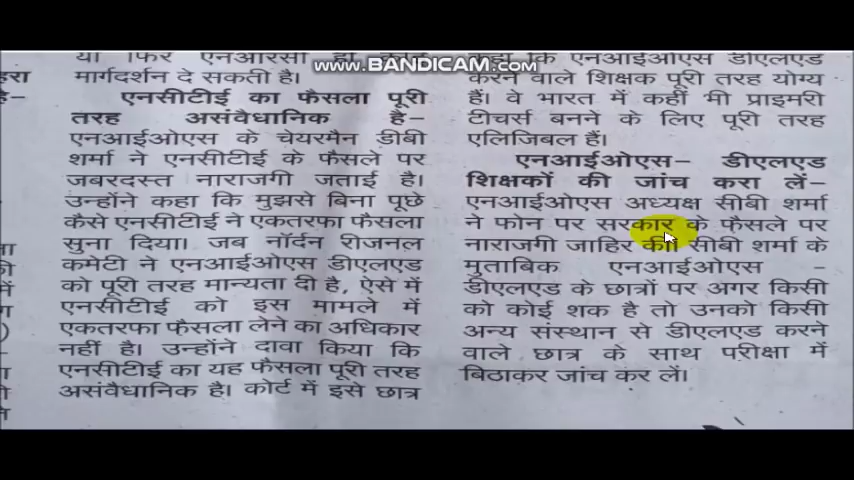 www.BANDICAM.com
मार्गदर्शन दे सकती है।
एनसीटीई का फैसला पूरी
तरह असंवैधानिक है-
एनआईओएस के चेयरमैन डीबी
शर्मा ने एनसीटीई के फैसले पर
जबरदस्त नाराजगी जताई है।
उन्होंने कहा कि मुझसे बिना पूछे
कैसे एनसीटीई ने एकतरफा फैसला
सुना दिया। जब नॉर्दन रीजनल
कमेटी ने एनआईओएस डीएलएड
को पूरी तरह मान्यता दी है, ऐसे में
एनसीटीई को इस मामले में
एकतरफा फैसला लेने का अधिकार
नहीं है। उन्होंने दावा किया कि
एनसीटीई का यह फैसला पूरी तरह
असंवैधानिक है। कोर्ट में इसे छात्र
कि एनआईओएस डीएलएड
करने वाले शिक्षक पूरी तरह योग्य
हैं। वे भारत में कहीं भी प्राइमरी
टीचर्स बनने के लिए पूरी तरह
एलिजिबल हैं।
एनआईओएस- डीएलएड
शिक्षकों की जांच करा लें-
एनआईओएस अध्यक्ष सीबी शर्मा
ने फोन पर सरकार के फैसले पर
नाराजगी जाहिर की। सीबी शर्मा के
मुताबिक एनआईओएस -
डीएलएड के छात्रों पर अगर किसी
को कोई शक है तो उनको किसी
अन्य संस्थान से डीएलएड करने
वाले छात्र के साथ परीक्षा में
बिठाकर जांच कर लें।